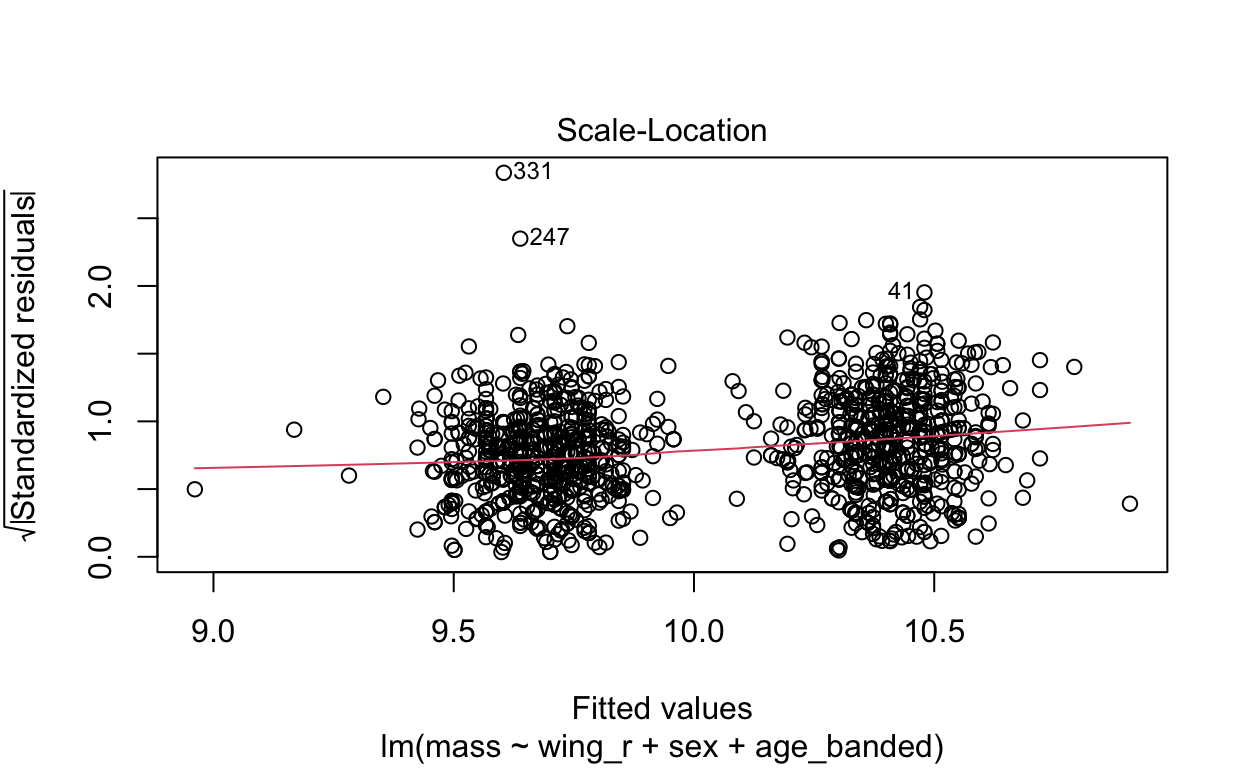 Scale-Location
√|Standardized residuals|
331
247
41
2.0
1.0
0.0
9.0 9.5 10.0 10.5
Fitted values
lm(mass ~ wing_r + sex + age_banded)